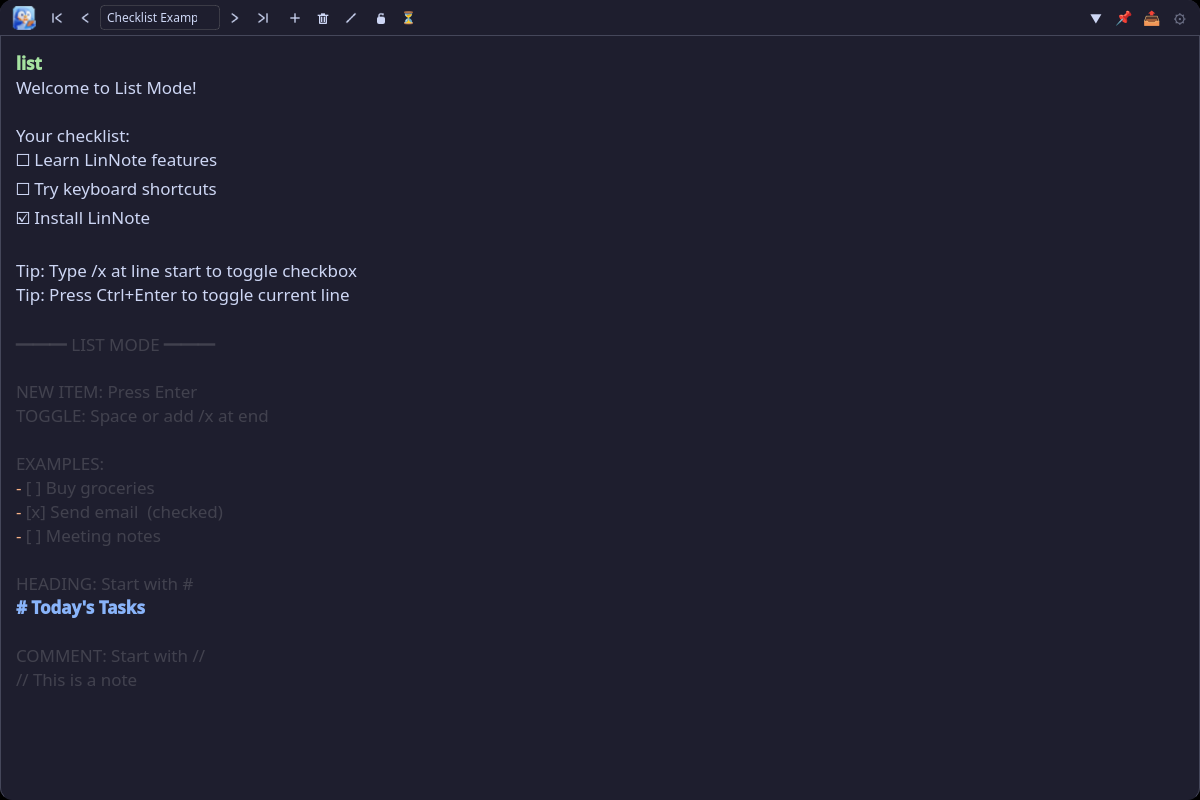 Checklist Examp
list
Welcome to List Mode!
Your checklist:
☐ Learn LinNote features
☐ Try keyboard shortcuts
☑ Install LinNote
Tip: Type /x at line start to toggle checkbox
Tip: Press Ctrl+Enter to toggle current line
────── LIST MODE ──────
NEW ITEM: Press Enter
TOGGLE: Space or add /x at end
EXAMPLES:
- [ ] Buy groceries
- [x] Send email  (checked)
- [ ] Meeting notes
HEADING: Start with #
# Today's Tasks
COMMENT: Start with //
// This is a note